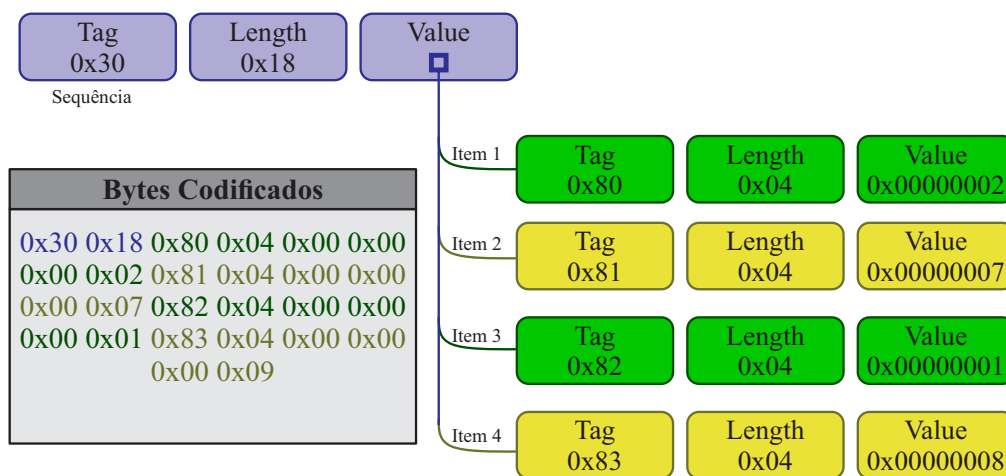 Tag Length Value
0x30 0x18
Sequência
Item 1 Tag Length Value
0x80 0x04 0x00000002
Bytes Codificados
0x30 0x18 0x80 0x04 0x00 0x00
0x00 0x02 0x81 0x04 0x00 0x00
0x00 0x07 0x82 0x04 0x00 0x00
0x00 0x01 0x83 0x04 0x00 0x00
0x00 0x09
Item 2 Tag Length Value
0x81 0x04 0x00000007
Item 3 Tag Length Value
0x82 0x04 0x00000001
Item 4 Tag Length Value
0x83 0x04 0x00000008